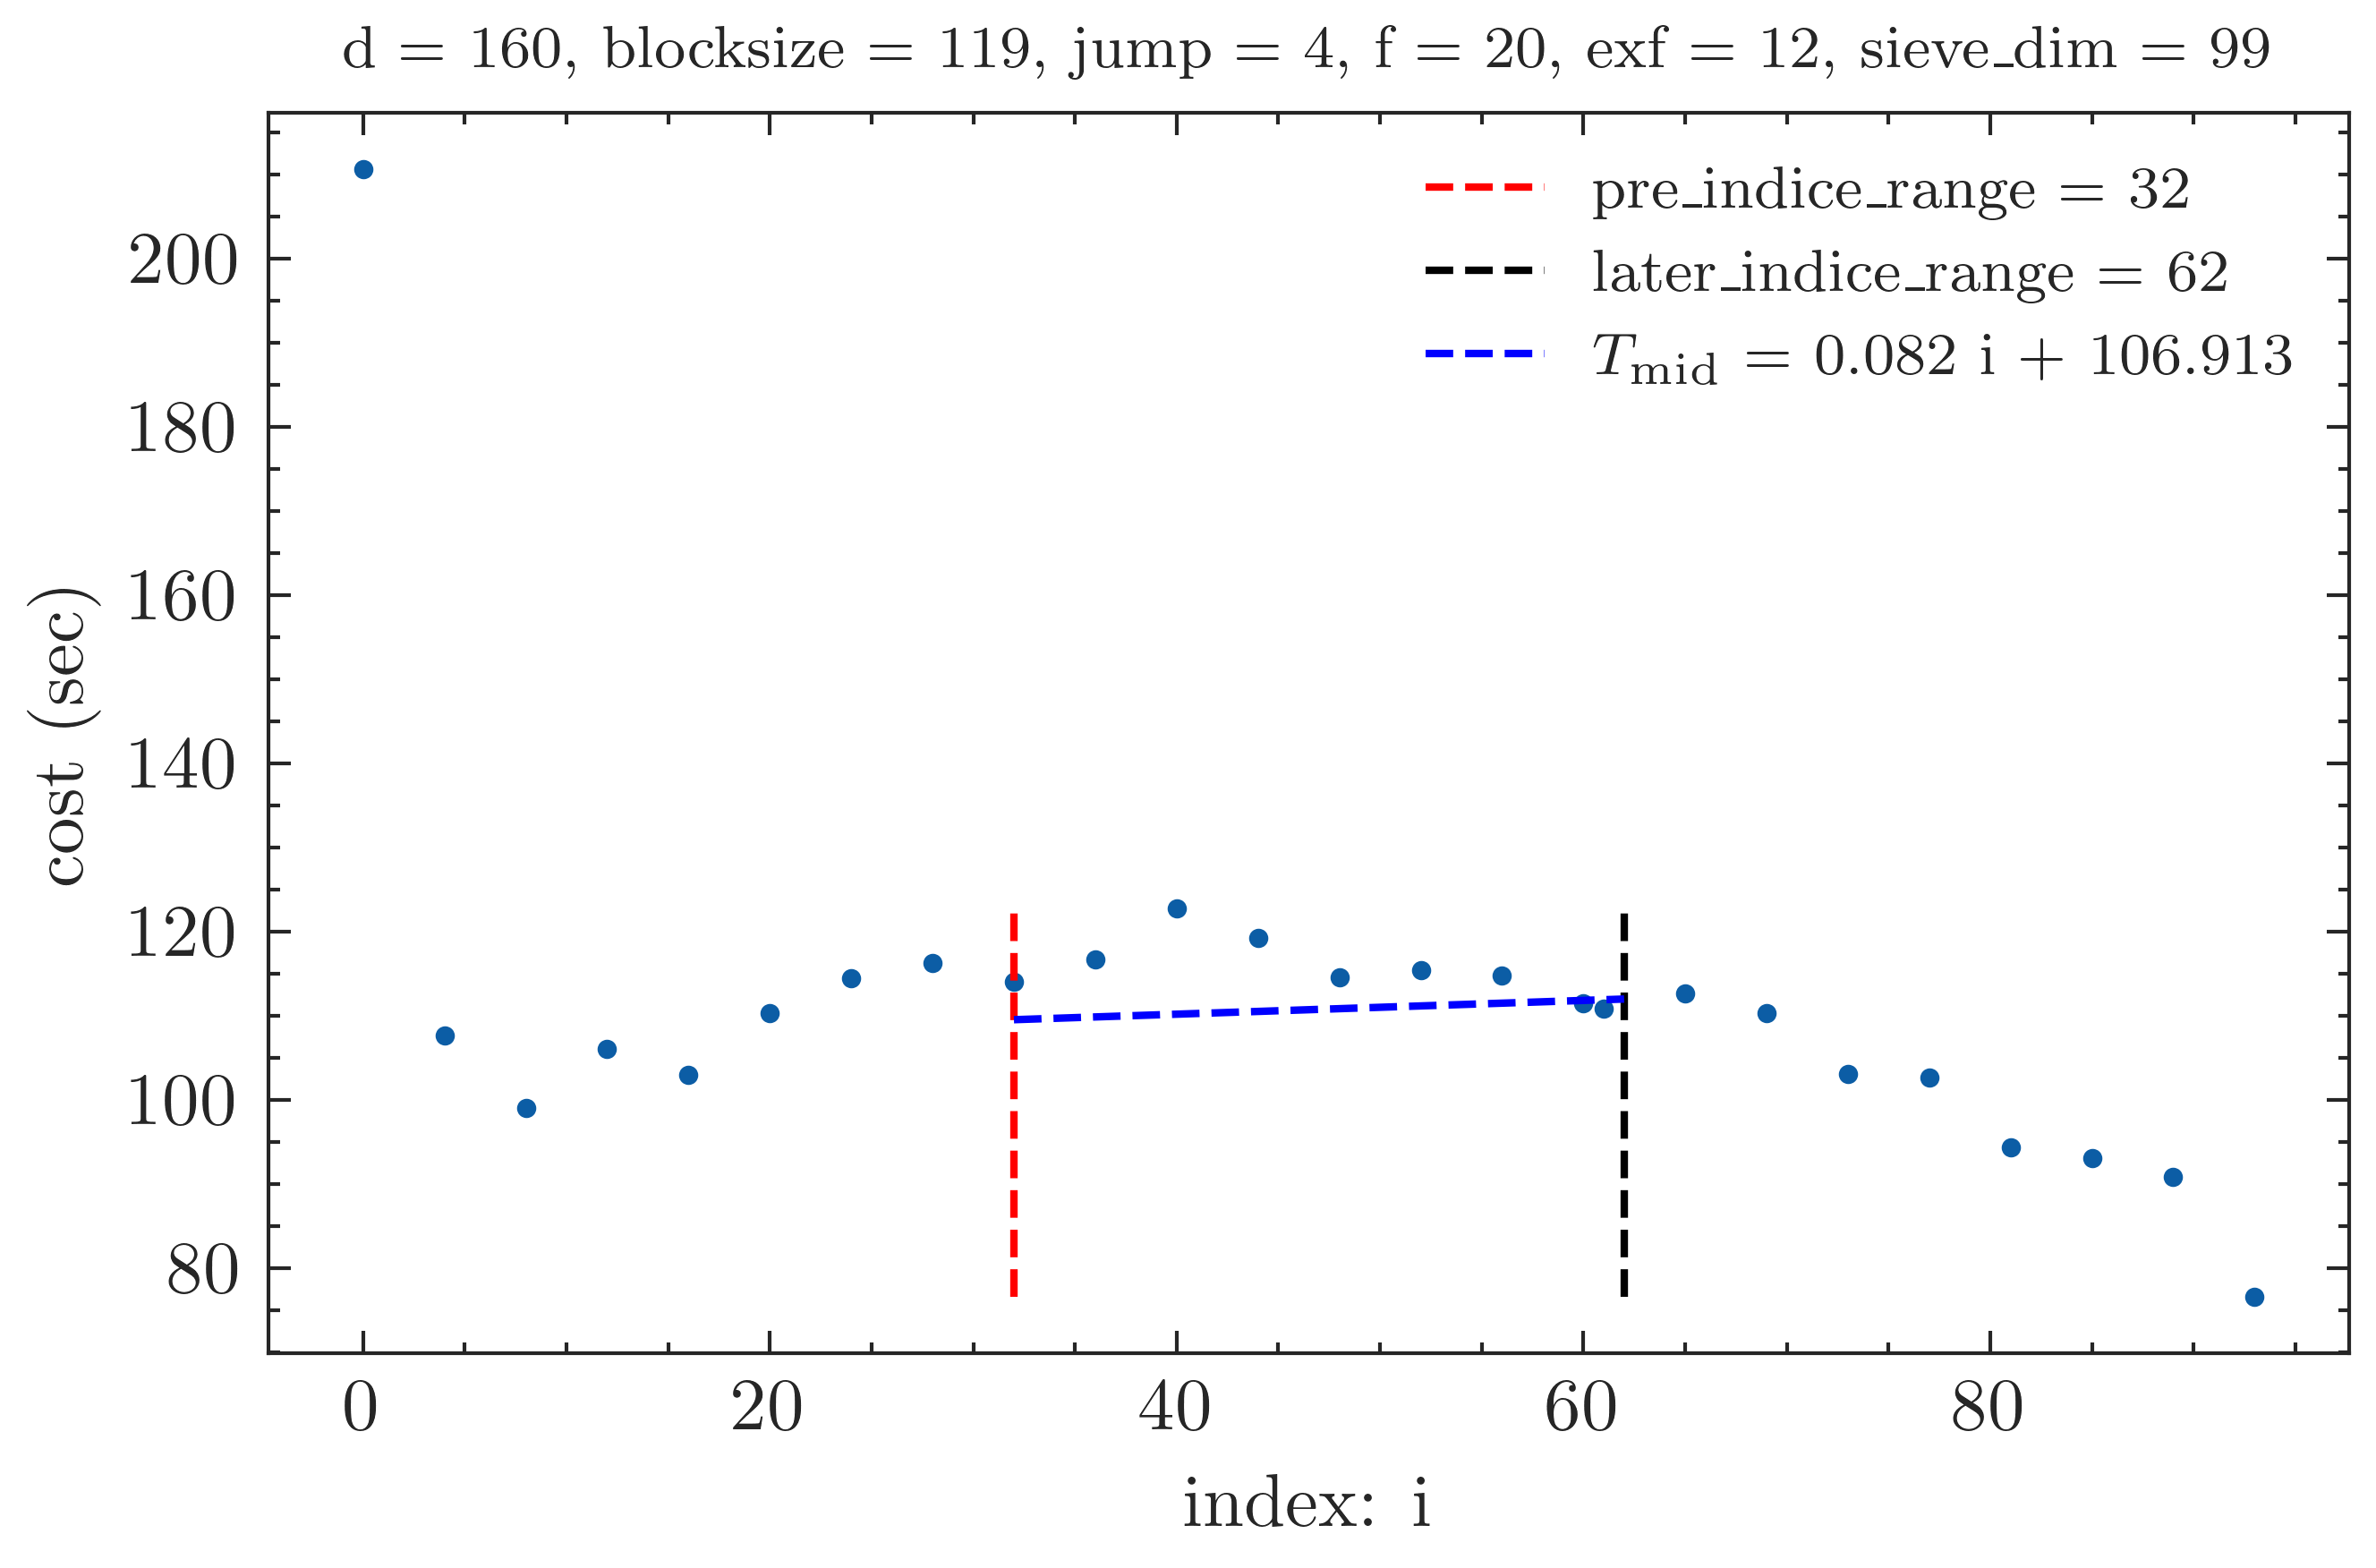 d = 160, blocksize = 119, jump = 4, f = 20, exf = 12, sieve_dim = 99
pre_indice_range = 32
later_indice_range = 62
T_mid = 0.082 i + 106.913
cost (sec)
200
180
160
140
120
100
80
0 20 40 60 80
index: i